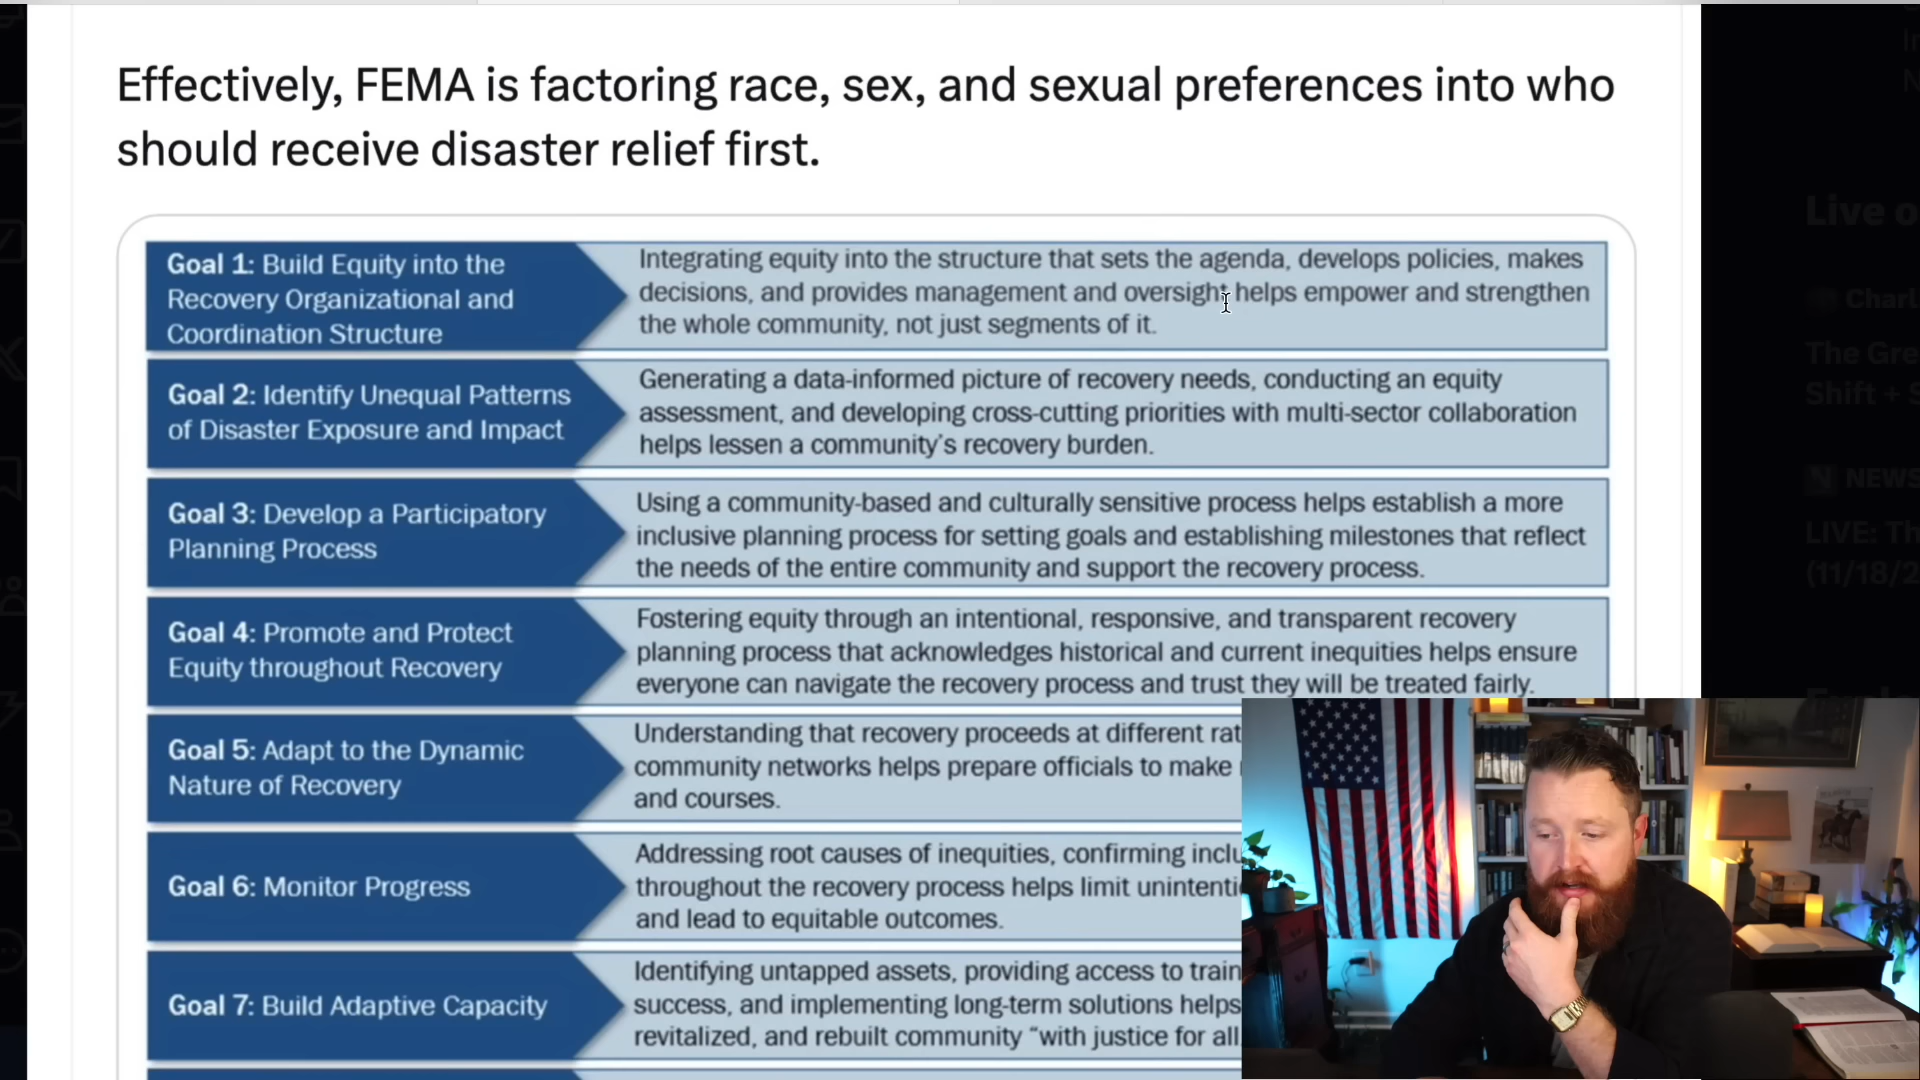 Effectively, FEMA is factoring race, sex, and sexual preferences into who
should receive disaster relief first.
Goal 1: Build Equity into the
Recovery Organizational and
Coordination Structure
Integrating equity into the structure that sets the agenda, develops policies, makes
decisions, and provides management and oversight helps empower and strengthen
the whole community, not just segments of it.
Goal 2: Identify Unequal Patterns
of Disaster Exposure and Impact
Generating a data-informed picture of recovery needs, conducting an equity
assessment, and developing cross-cutting priorities with multi-sector collaboration
helps lessen a community's recovery burden.
Goal 3: Develop a Participatory
Planning Process
Using a community-based and culturally sensitive process helps establish a more
inclusive planning process for setting goals and establishing milestones that reflect
the needs of the entire community and support the recovery process.
Goal 4: Promote and Protect
Equity throughout Recovery
Fostering equity through an intentional, responsive, and transparent recovery
planning process that acknowledges historical and current inequities helps ensure
everyone can navigate the recovery process and trust they will be treated fairly.
Goal 5: Adapt to the Dynamic
Nature of Recovery
Understanding that recovery proceeds at different
community networks helps prepare officials to make
and courses.
Goal 6: Monitor Progress
Addressing root causes of inequities, confirming
throughout the recovery process helps limit
and lead to equitable outcomes.
Goal 7: Build Adaptive Capacity
Identifying untapped assets, providing access to
success, and implementing long-term solutions helps
revitalized, and rebuilt community "with justice for all
Live
The
Shift +
NEWS
LIVE: